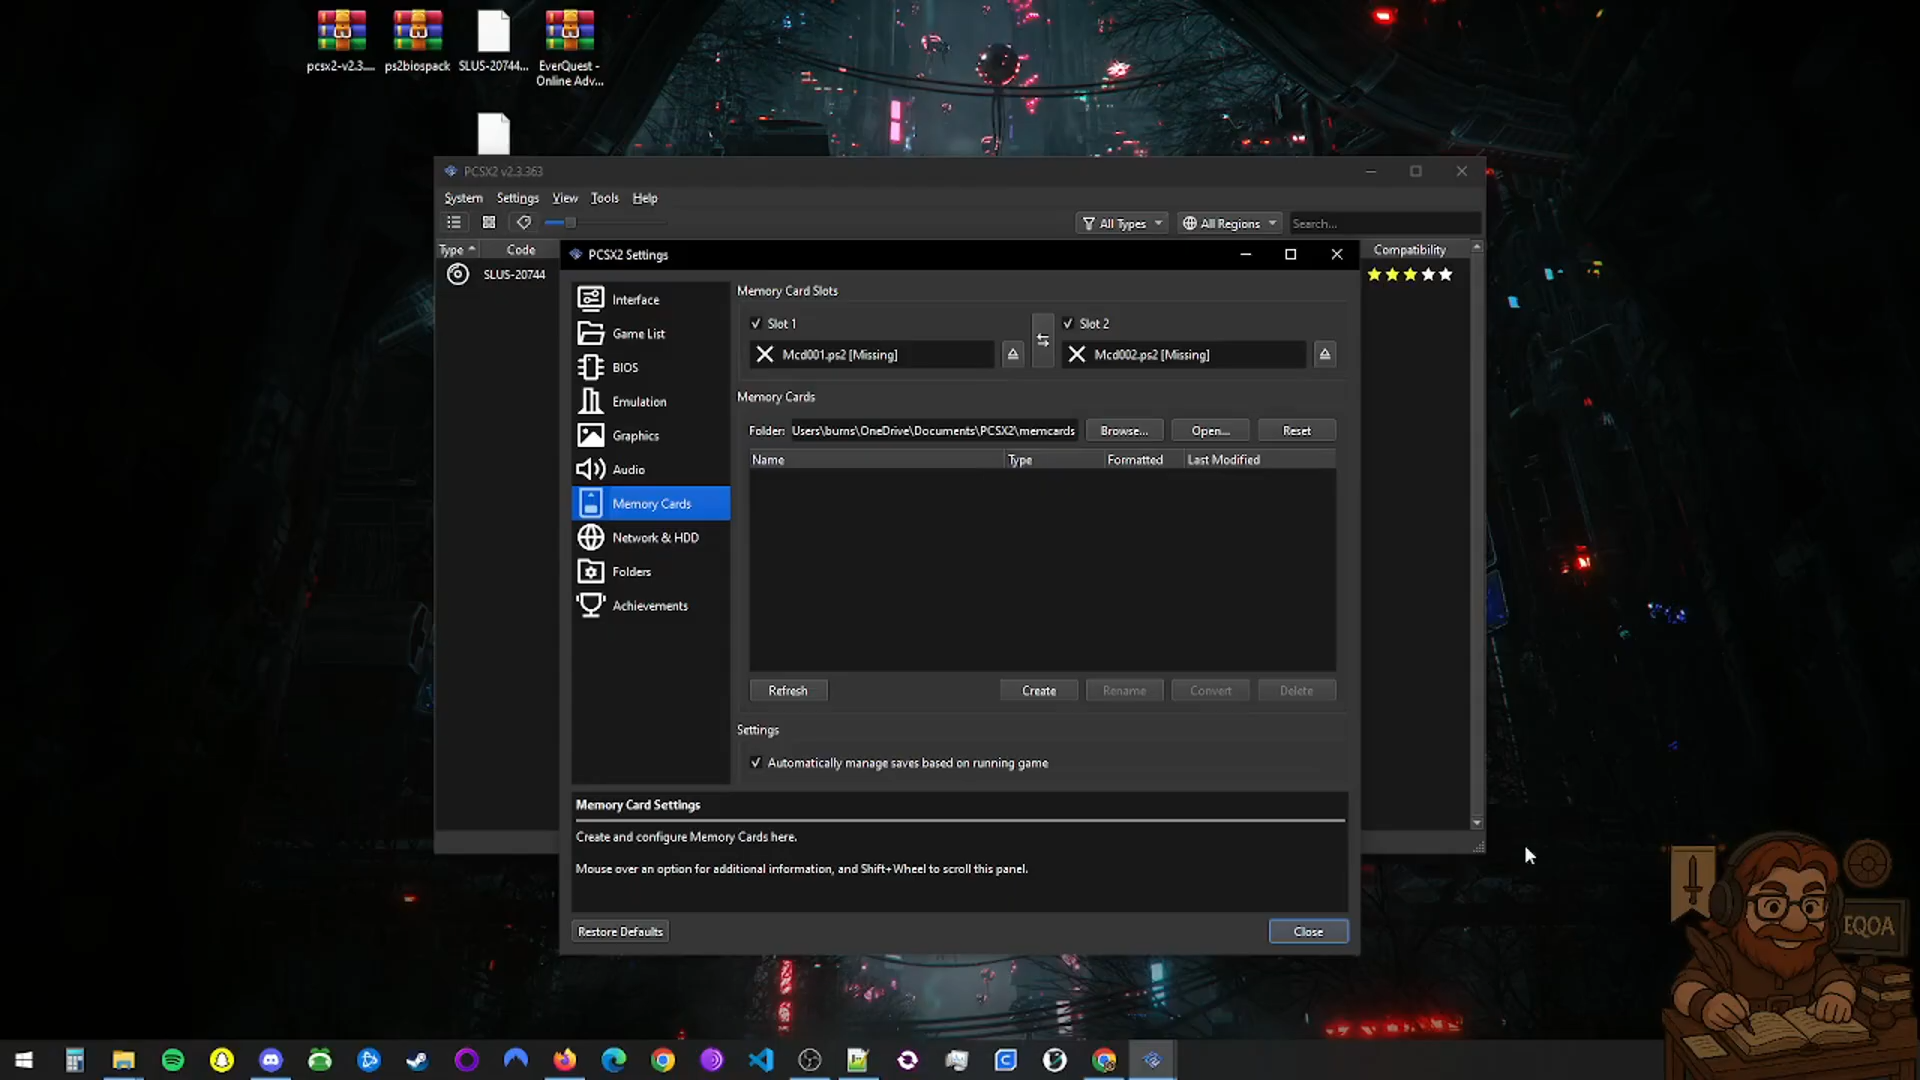 pcsx2-v2.3....
ps2biospack
SLUS-20744...
EverQuest -
Online Adv...
PCSX2 v2.3.363
System
Settings
View
Tools
Help
All Types
All Regions
Search...
Type
Code
Compatibility
SLUS-20744
PCSX2 Settings
Interface
Game List
BIOS
Emulation
Graphics
Audio
Memory Cards
Network & HDD
Folders
Achievements
Memory Card Slots
Slot 1
Slot 2
Mcd001.ps2 [Missing]
Mcd002.ps2 [Missing]
Memory Cards
Folder: Users\burns\OneDrive\Documents\PCSX2\memcards
Browse...
Open...
Reset
Name
Type
Formatted
Last Modified
Refresh
Create
Rename
Convert
Delete
Settings
Automatically manage saves based on running game
Memory Card Settings
Create and configure Memory Cards here.
Mouse over an option for additional information, and Shift+Wheel to scroll this panel.
Restore Defaults
Close
EQOA